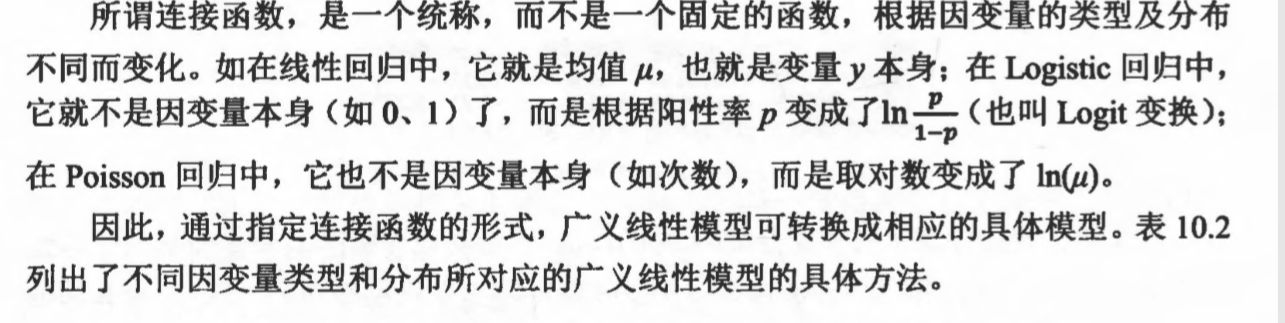 所谓连接函数，是一个统称，而不是一个固定的函数，根据因变量的类型及分布
不同而变化。如在线性回归中，它就是均值 μ，也就是变量 y 本身；在 Logistic 回归中，
它就不是因变量本身（如 0、1）了，而是根据阳性率 p 变成了ln p/(1−p)（也叫 Logit 变换）；
在 Poisson 回归中，它也不是因变量本身（如次数），而是取对数变成了 ln(μ)。
因此，通过指定连接函数的形式，广义线性模型可转换成相应的具体模型。表 10.2
列出了不同因变量类型和分布所对应的广义线性模型的具体方法。